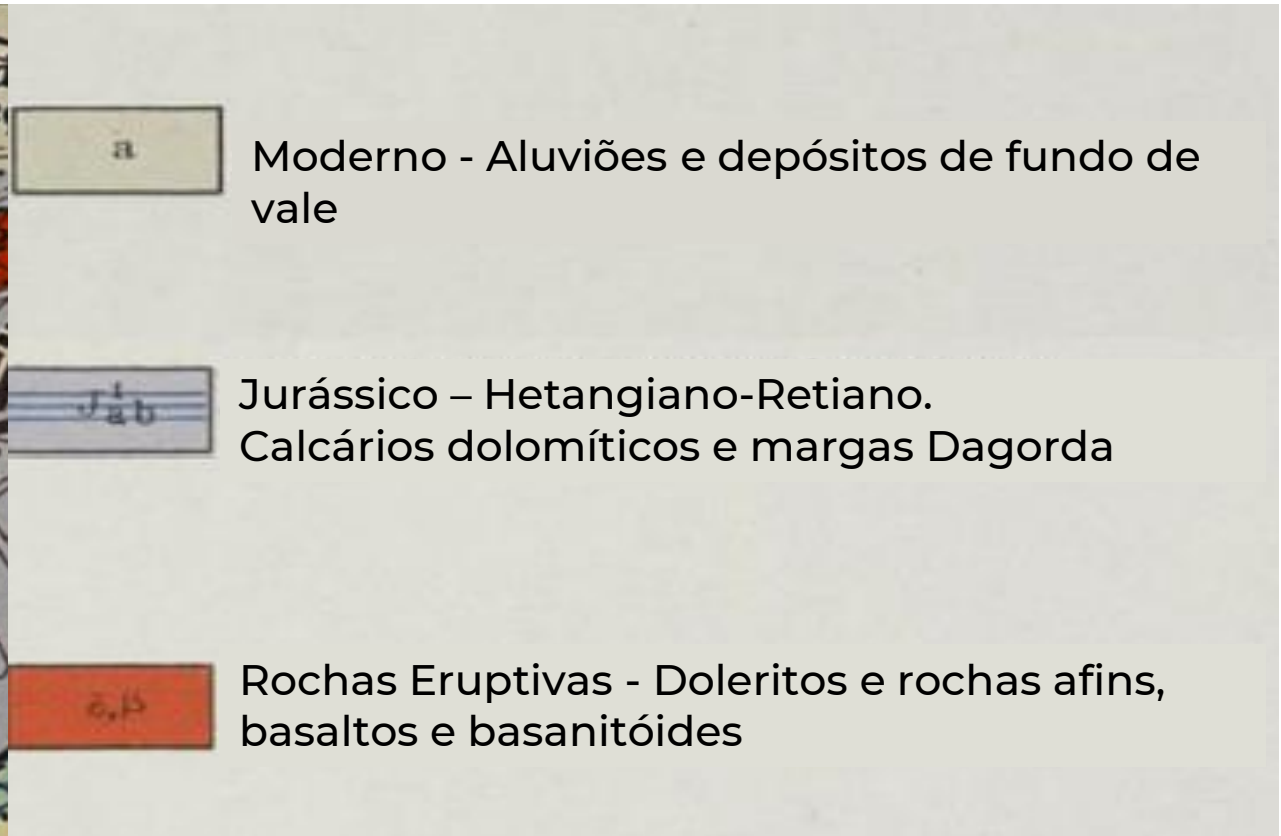 a
Moderno - Aluviões e depósitos de fundo de
vale
J¹ab
Jurássico – Hetangiano-Retiano.
Calcários dolomíticos e margas Dagorda
δ,β
Rochas Eruptivas - Doleritos e rochas afins,
basaltos e basanitóides